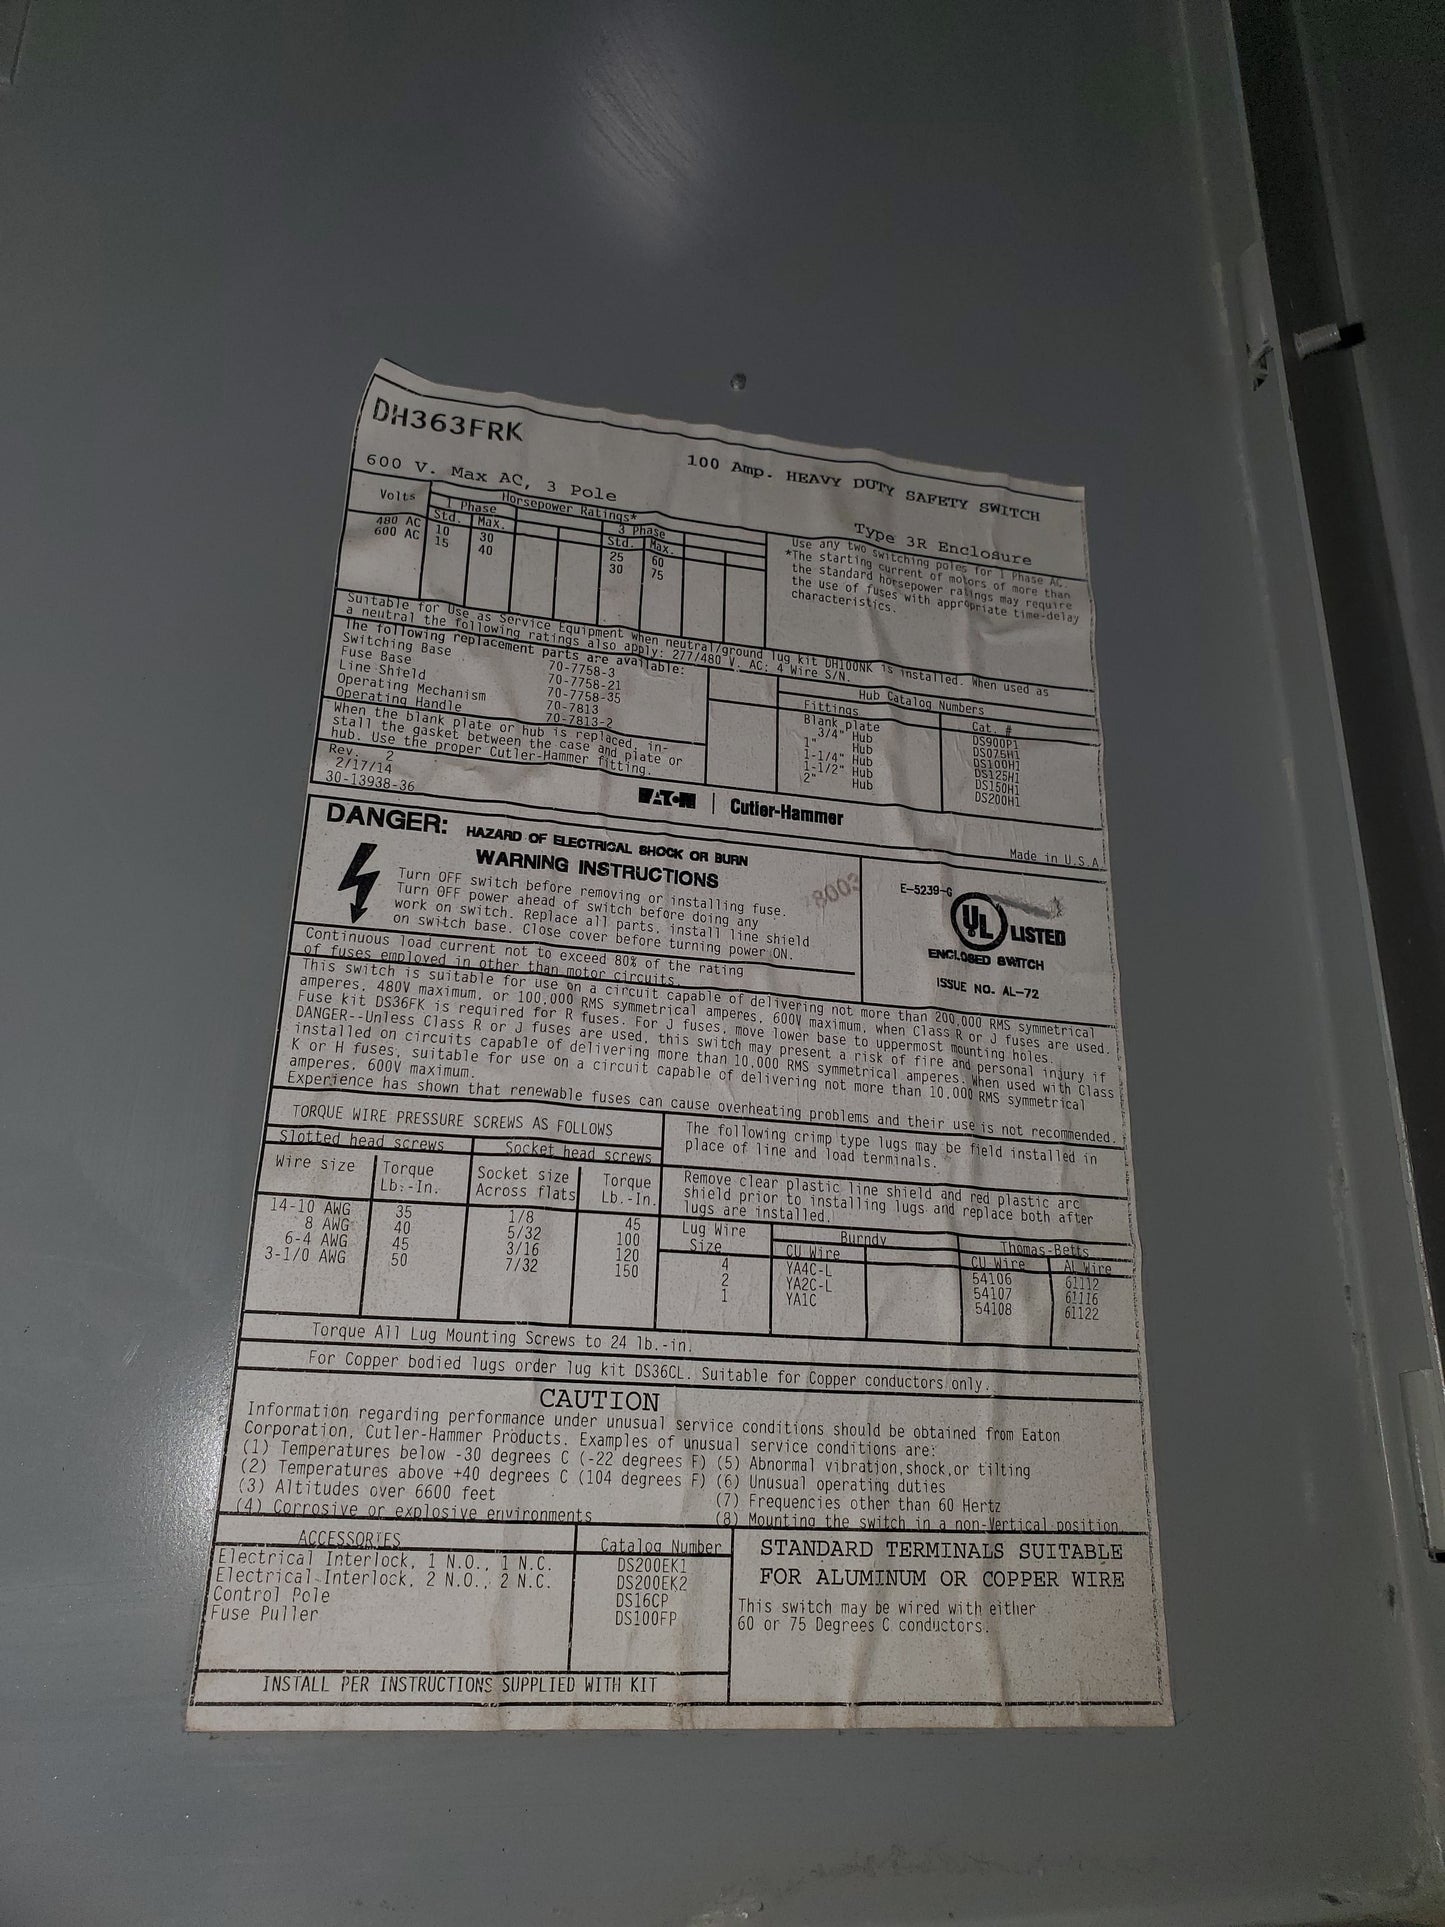 DH363FRK
100 Amp. HEAVY DUTY SAFETY SWITCH
600 V. Max AC, 3 Pole
Type 3R Enclosure
Volts
Horsepower Ratings*
1 Phase
3 Phase
Std. Max.
Std. Max.
480 AC 10 30 25 60
600 AC 15 40 30 75
Use any two switching poles for 1 Phase AC.
*The starting current of motors of more than
the standard horsepower ratings may require
the use of fuses with appropriate time-delay
characteristics.
Suitable for Use as Service Equipment when neutral/ground lug kit DH100NK is installed. When used as
a neutral the following ratings also apply: 277/480 V. AC: 4 Wire S/N.
The following replacement parts are available:
Switching Base 70-7758-3
Fuse Base 70-7758-21
Line Shield 70-7758-35
Operating Mechanism 70-7813
Operating Handle 70-7813-2
When the blank plate or hub is replaced, in-
stall the gasket between the case and plate or
hub. Use the proper Cutler-Hammer fitting.
Hub Catalog Numbers
Fittings Cat. #
Blank plate DS900P1
3/4" Hub DS075H1
1" Hub DS100H1
1-1/4" Hub DS125H1
1-1/2" Hub DS150H1
2" Hub DS200H1
Rev. 2
2/17/14
30-13938-36
EATON | Cutler-Hammer
Made in U.S.A.
DANGER: HAZARD OF ELECTRICAL SHOCK OR BURN
WARNING INSTRUCTIONS
Turn OFF switch before removing or installing fuse.
Turn OFF power ahead of switch before doing any
work on switch. Replace all parts, install line shield
on switch base. Close cover before turning power ON.
8003
E-5239-G
UL LISTED
ENCLOSED SWITCH
ISSUE NO. AL-72
Continuous load current not to exceed 80% of the rating
of fuses employed in other than motor circuits.
This switch is suitable for use on a circuit capable of delivering not more than 200,000 RMS symmetrical
amperes, 480V maximum, or 100,000 RMS symmetrical amperes, 600V maximum, when Class R or J fuses are used.
Fuse kit DS36FK is required for R fuses. For J fuses, move lower base to uppermost mounting holes.
DANGER--Unless Class R or J fuses are used, this switch may present a risk of fire and personal injury if
installed on circuits capable of delivering more than 10,000 RMS symmetrical amperes. When used with Class
K or H fuses, suitable for use on a circuit capable of delivering not more than 10,000 RMS symmetrical
amperes, 600V maximum.
Experience has shown that renewable fuses can cause overheating problems and their use is not recommended.
TORQUE WIRE PRESSURE SCREWS AS FOLLOWS
Slotted head screws
Socket head screws
Wire size Torque Lb.-In.
Socket size Across flats Torque Lb.-In.
14-10 AWG 35 1/8 45
8 AWG 40 5/32 100
6-4 AWG 45 3/16 120
3-1/0 AWG 50 7/32 150
The following crimp type lugs may be field installed in
place of line and load terminals.
Remove clear plastic line shield and red plastic arc
shield prior to installing lugs and replace both after
lugs are installed.
Lug Wire Size
Burndy
Thomas-Betts
CU Wire
CU Wire AL Wire
4 YA4C-L 54106 61112
2 YA2C-L 54107 61116
1 YA1C 54108 61122
Torque All Lug Mounting Screws to 24 lb.-in.
For Copper bodied lugs order lug kit DS36CL. Suitable for Copper conductors only.
CAUTION
Information regarding performance under unusual service conditions should be obtained from Eaton
Corporation, Cutler-Hammer Products. Examples of unusual service conditions are:
(1) Temperatures below -30 degrees C (-22 degrees F) (5) Abnormal vibration,shock,or tilting
(2) Temperatures above +40 degrees C (104 degrees F) (6) Unusual operating duties
(3) Altitudes over 6600 feet (7) Frequencies other than 60 Hertz
(4) Corrosive or explosive environments (8) Mounting the switch in a non-Vertical position
ACCESSORIES Catalog Number
Electrical Interlock, 1 N.O., 1 N.C. DS200EK1
Electrical Interlock, 2 N.O., 2 N.C. DS200EK2
Control Pole DS16CP
Fuse Puller DS100FP
INSTALL PER INSTRUCTIONS SUPPLIED WITH KIT
STANDARD TERMINALS SUITABLE
FOR ALUMINUM OR COPPER WIRE
This switch may be wired with either
60 or 75 Degrees C conductors.